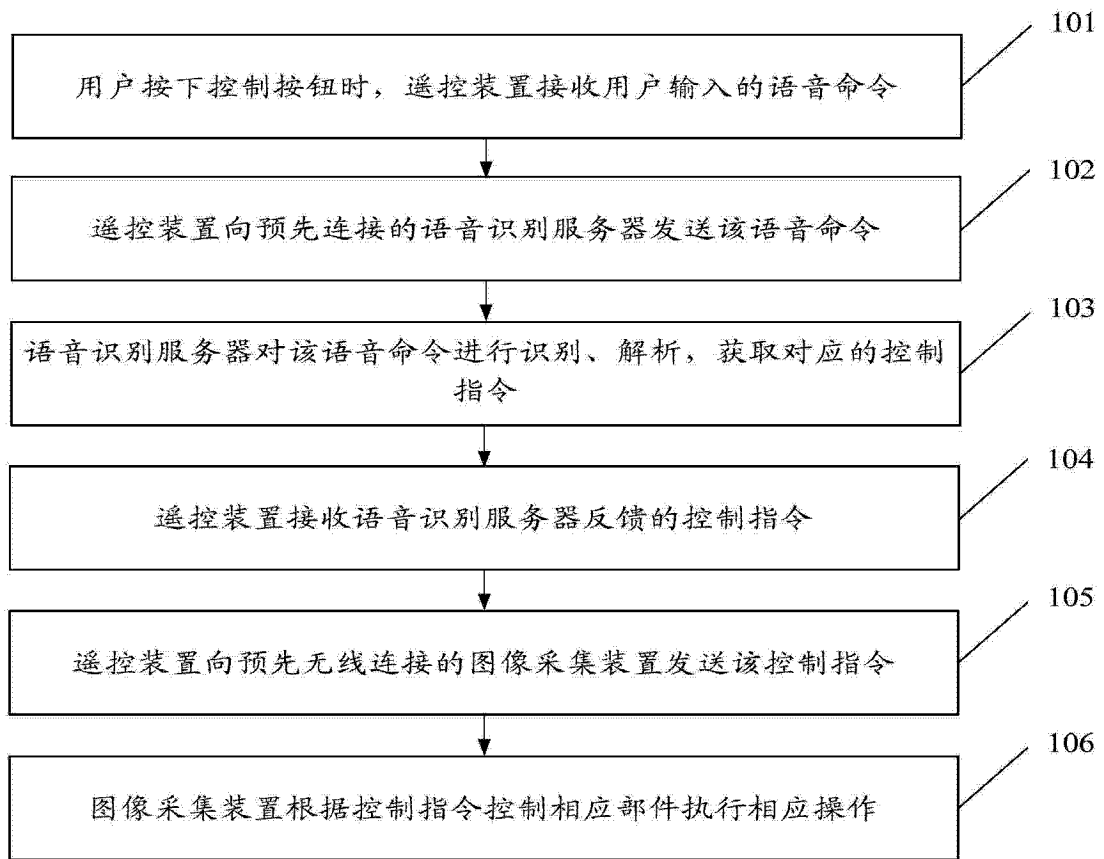 101
用户按下控制按钮时，遥控装置接收用户输入的语音命令
102
遥控装置向预先连接的语音识别服务器发送该语音命令
103
语音识别服务器对该语音命令进行识别、解析，获取对应的控制
指令
104
遥控装置接收语音识别服务器反馈的控制指令
105
遥控装置向预先无线连接的图像采集装置发送该控制指令
106
图像采集装置根据控制指令控制相应部件执行相应操作